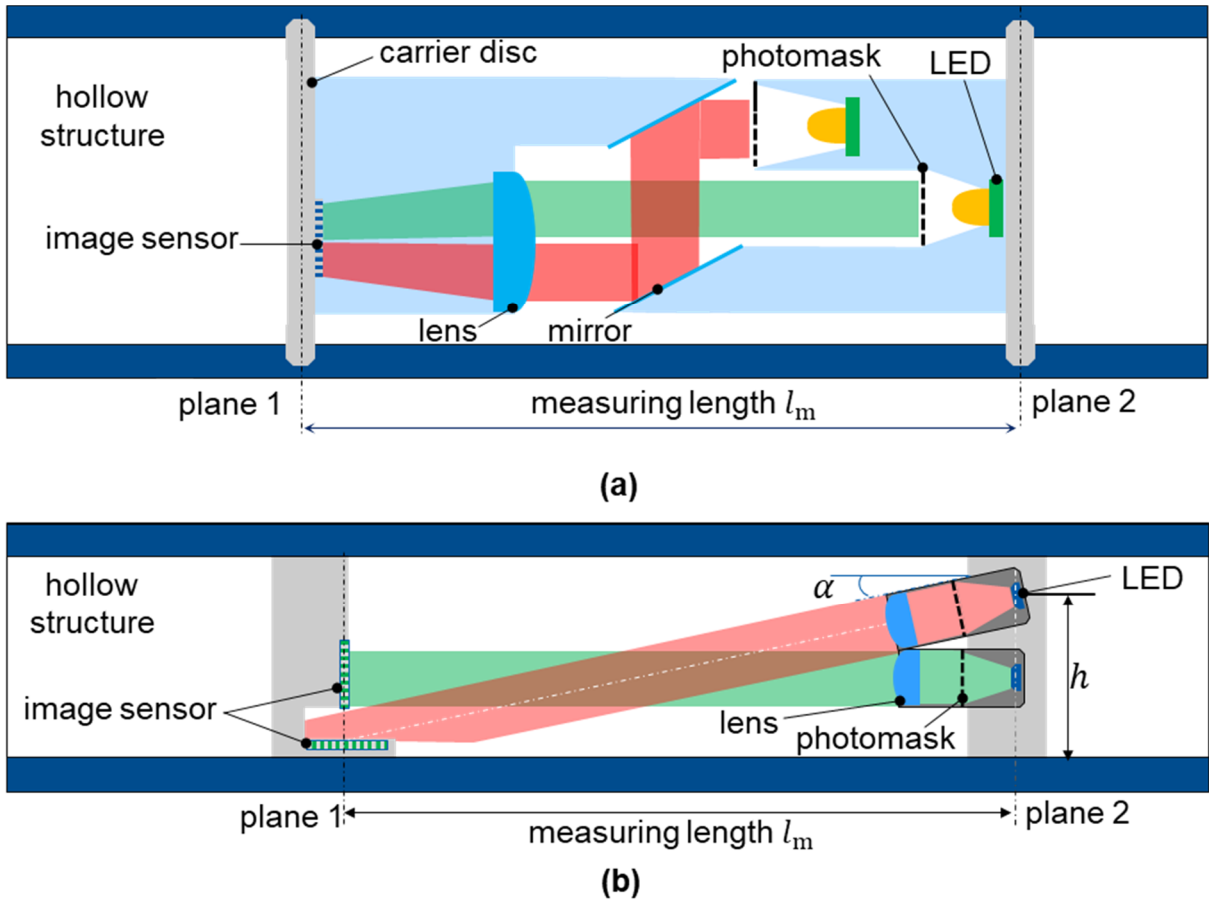 carrier disc
photomask
LED
hollow
structure
image sensor
lens
mirror
plane 1
measuring length lm
plane 2
(a)
hollow
structure
α
LED
h
image sensor
lens
photomask
plane 1
measuring length lm
plane 2
(b)